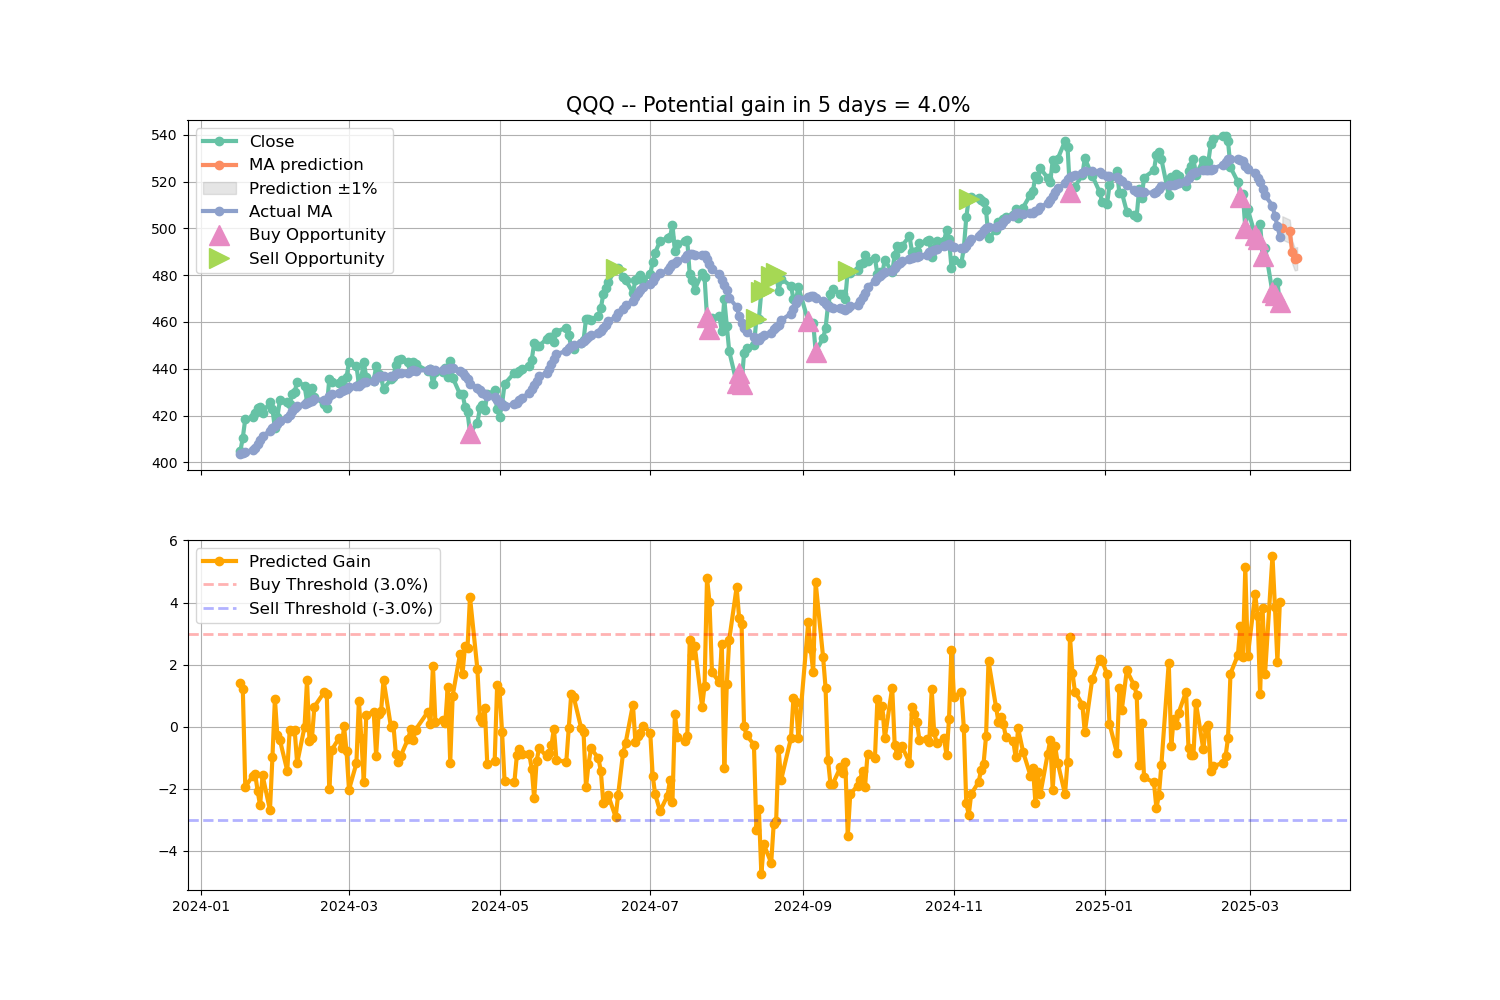 QQQ -- Potential gain in 5 days = 4.0%
540
520
500
480
460
440
420
400
Close
MA prediction
Prediction ±1%
Actual MA
Buy Opportunity
Sell Opportunity
6
4
2
0
−2
−4
Predicted Gain
Buy Threshold (3.0%)
Sell Threshold (-3.0%)
2024-01 2024-03 2024-05 2024-07 2024-09 2024-11 2025-01 2025-03